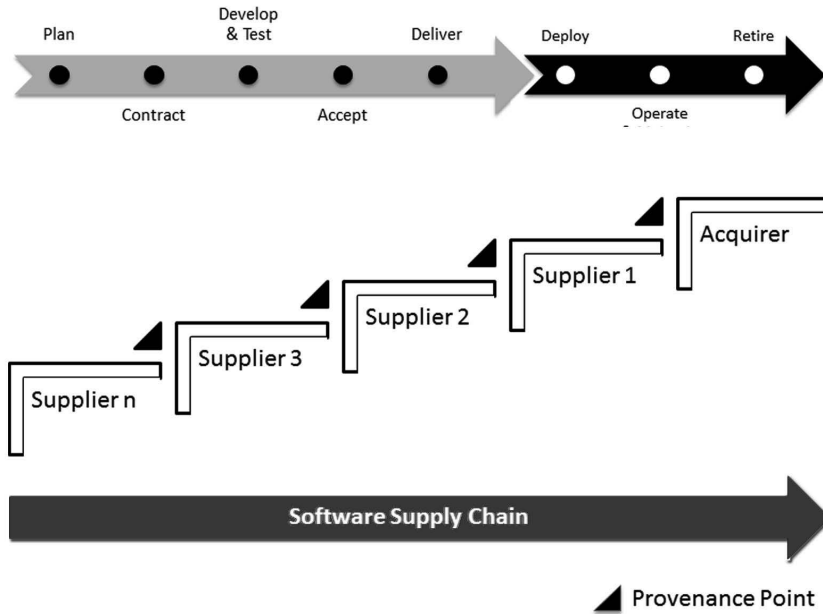 Plan
Develop
& Test
Deliver
Deploy
Retire
Contract
Accept
Operate
Acquirer
Supplier 1
Supplier 2
Supplier 3
Supplier n
Software Supply Chain
Provenance Point